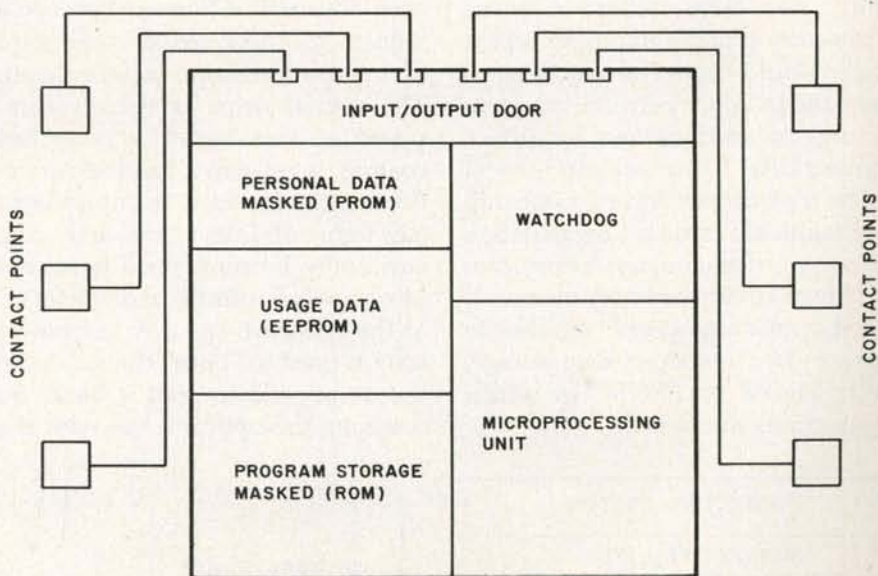 INPUT/OUTPUT DOOR
PERSONAL DATA
MASKED (PROM)
WATCHDOG
USAGE DATA
(EEPROM)
MICROPROCESSING
UNIT
PROGRAM STORAGE
MASKED (ROM)
CONTACT POINTS
CONTACT POINTS